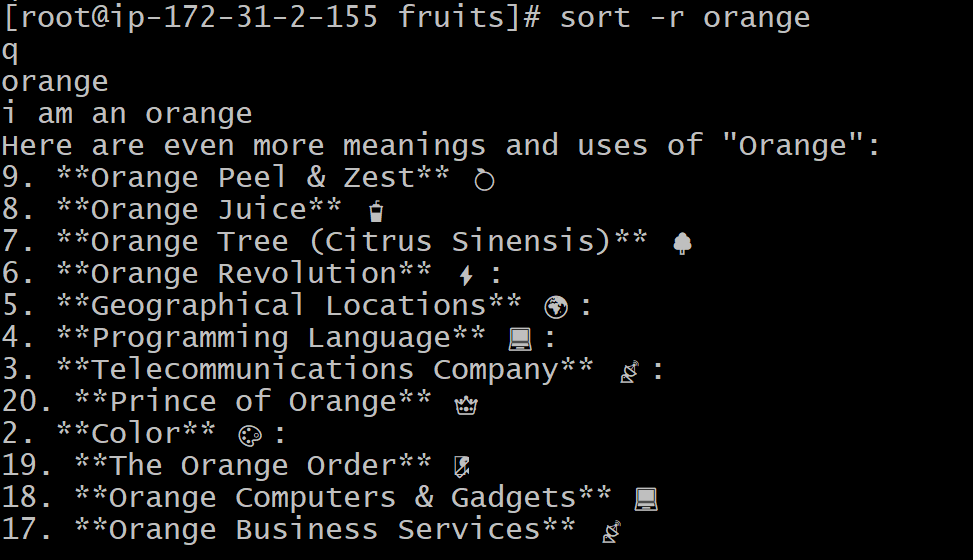 [root@ip-172-31-2-155 fruits]# sort -r orange
q
orange
i am an orange
Here are even more meanings and uses of "Orange":
9. **Orange Peel & Zest** 
8. **Orange Juice** 🥤
7. **Orange Tree (Citrus Sinensis)** 🌳
6. **Orange Revolution** ⚡:
5. **Geographical Locations** 🌍:
4. **Programming Language** 💻:
3. **Telecommunications Company** 📡:
20. **Prince of Orange** 👑
2. **Color** 🎨:
19. **The Orange Order** 
18. **Orange Computers & Gadgets** 💻
17. **Orange Business Services** 📡